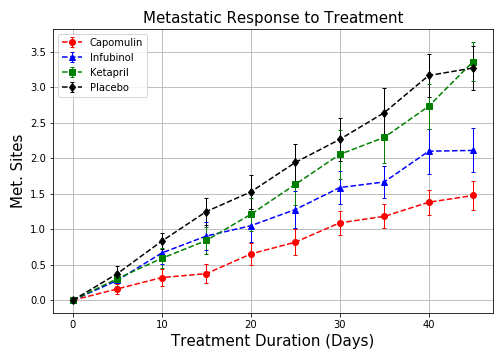 Metastatic Response to Treatment
Capomulin
Infubinol
Ketapril
Placebo
3.5
3.0
2.5
2.0
1.5
1.0
0.5
0.0
Met. Sites
0
10
20
30
40
Treatment Duration (Days)